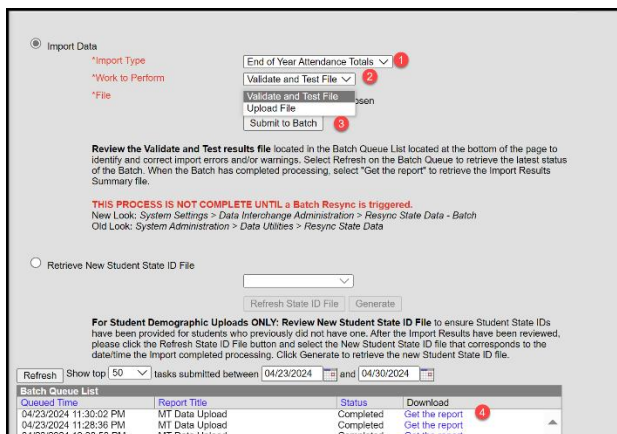 Import Data
*Import Type End of Year Attendance Totals 1
*Work to Perform Validate and Test File 2
*File Validate and Test File osen
Upload File
Submit to Batch 3
Review the Validate and Test results file located in the Batch Queue List located at the bottom of the page to
identify and correct import errors and/or warnings. Select Refresh on the Batch Queue to retrieve the latest status
of the Batch. When the Batch has completed processing, select "Get the report" to retrieve the Import Results
Summary file.
THIS PROCESS IS NOT COMPLETE UNTIL a Batch Resync is triggered.
New Look: System Settings > Data Interchange Administration > Resync State Data - Batch
Old Look: System Administration > Data Utilities > Resync State Data
Retrieve New Student State ID File
Refresh State ID File Generate
For Student Demographic Uploads ONLY: Review New Student State ID File to ensure Student State IDs
have been provided for students who previously did not have one. After the Import Results have been reviewed,
please click the Refresh State ID File button and select the New Student State ID file that corresponds to the
date/time the Import completed processing. Click Generate to retrieve the new Student State ID file.
Refresh Show top 50 tasks submitted between 04/23/2024 and 04/30/2024
Batch Queue List
Queued Time Report Title Status Download
04/23/2024 11:30:02 PM MT Data Upload Completed Get the report 4
04/23/2024 11:28:36 PM MT Data Upload Completed Get the report